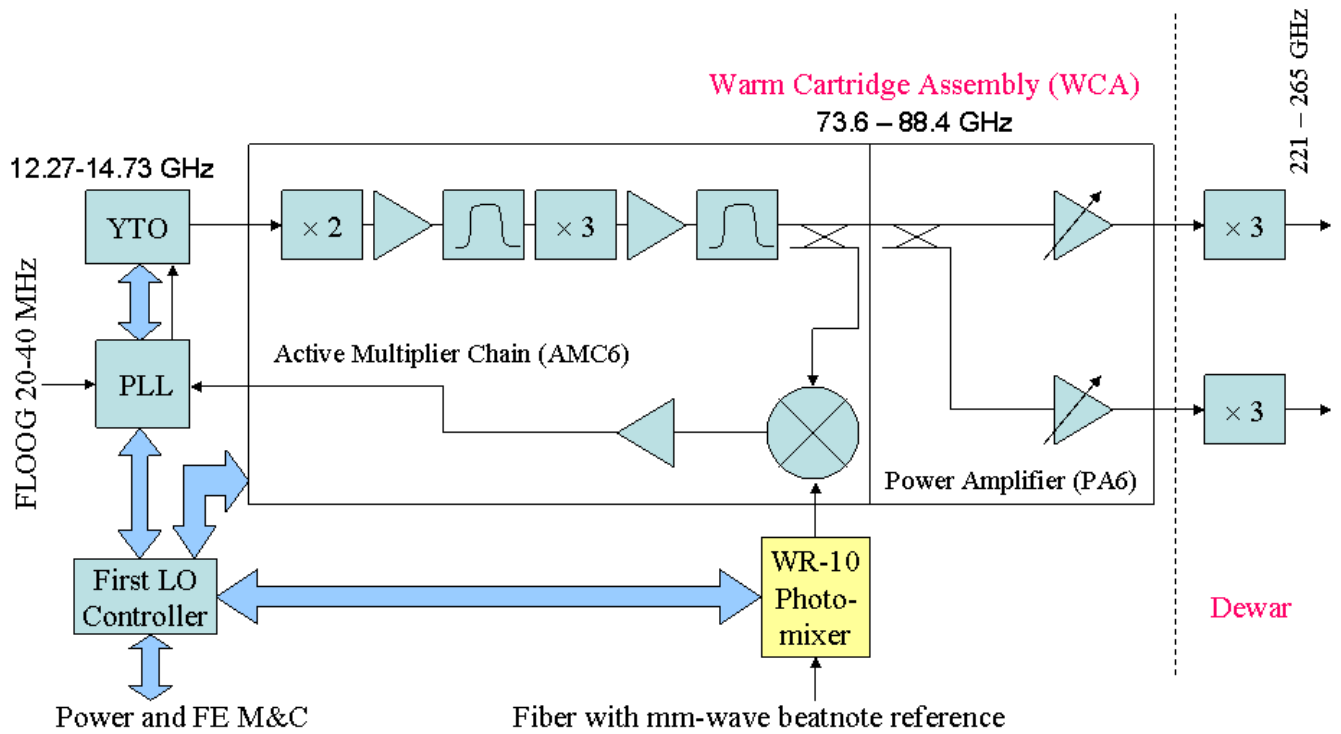 Warm Cartridge Assembly (WCA)
73.6 – 88.4 GHz
221 – 265 GHz
12.27-14.73 GHz
YTO
× 2
× 3
× 3
FLOOG 20-40 MHz
PLL
Active Multiplier Chain (AMC6)
× 3
Power Amplifier (PA6)
First LO
Controller
WR-10
Photo-
mixer
Dewar
Power and FE M&C
Fiber with mm-wave beatnote reference